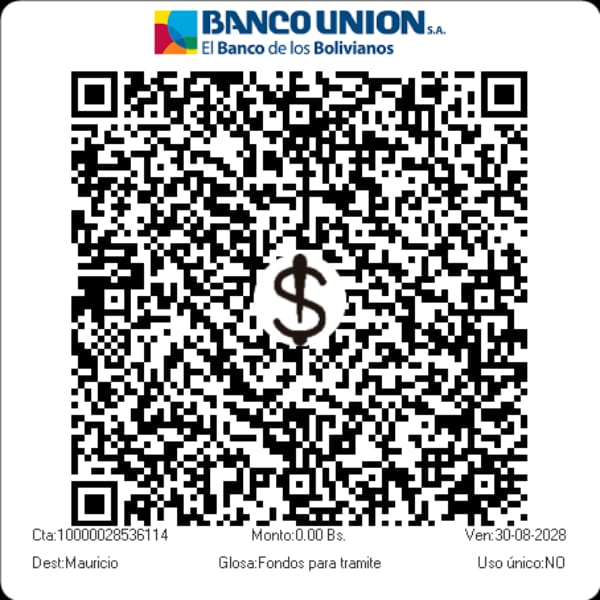 BANCO UNION S.A.
El Banco de los Bolivianos
$
Cta:10000028536114 Monto:0.00 Bs. Ven:30-08-2028
Dest:Mauricio Glosa:Fondos para tramite Uso único:NO